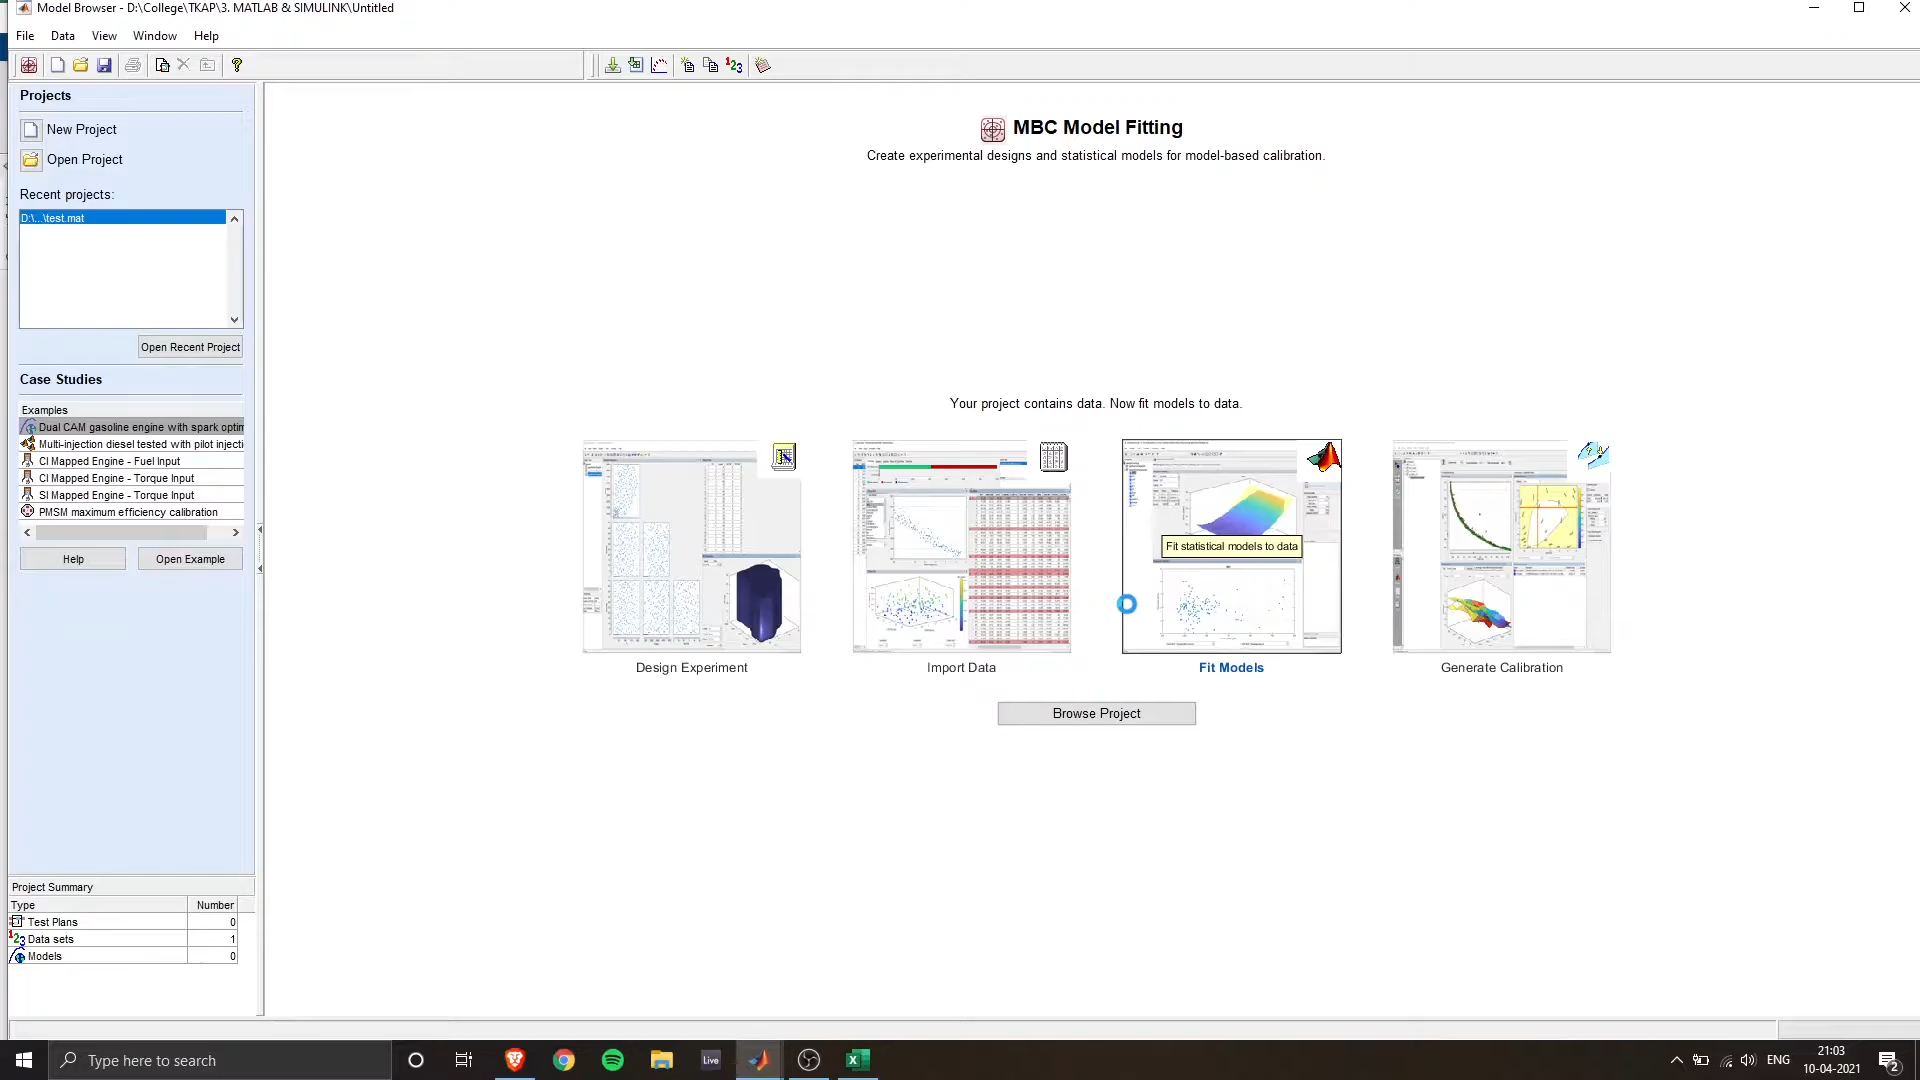 Model Browser - D:\College\TKAP\3. MATLAB & SIMULINK\Untitled
File Data View Window Help
Projects
New Project
Open Project
Recent projects:
D:\...\test.mat
Open Recent Project
Case Studies
Examples
Dual CAM gasoline engine with spark optim
Multi-injection diesel tested with pilot injecti
CI Mapped Engine - Fuel Input
CI Mapped Engine - Torque Input
SI Mapped Engine - Torque Input
PMSM maximum efficiency calibration
Help Open Example
MBC Model Fitting
Create experimental designs and statistical models for model-based calibration.
Your project contains data. Now fit models to data.
Fit statistical models to data
Design Experiment Import Data Fit Models Generate Calibration
Browse Project
Project Summary
Type Number
Test Plans 0
Data sets 1
Models 0
Type here to search
Live
ENG
21:03
10-04-2021
2